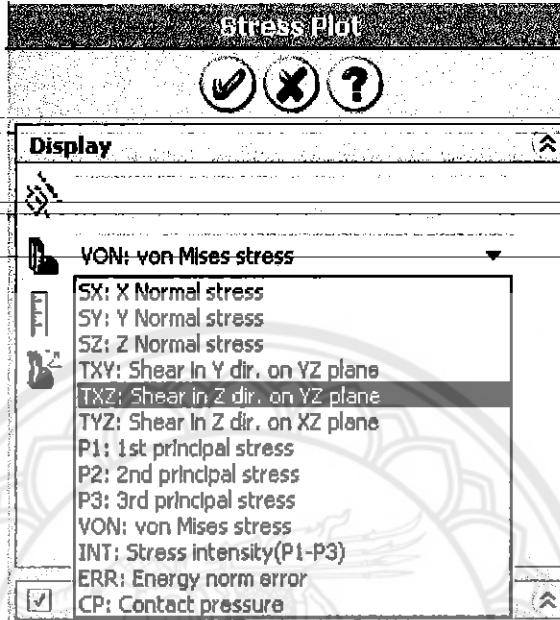 Stress Plot
?
Display
VON: von Mises stress
SX: X Normal stress
SY: Y Normal stress
SZ: Z Normal stress
TXY: Shear in Y dir. on YZ plane
TXZ: Shear in Z dir. on YZ plane
TYZ: Shear in Z dir. on XZ plane
P1: 1st principal stress
P2: 2nd principal stress
P3: 3rd principal stress
VON: von Mises stress
INT: Stress intensity(P1-P3)
ERR: Energy norm error
CP: Contact pressure